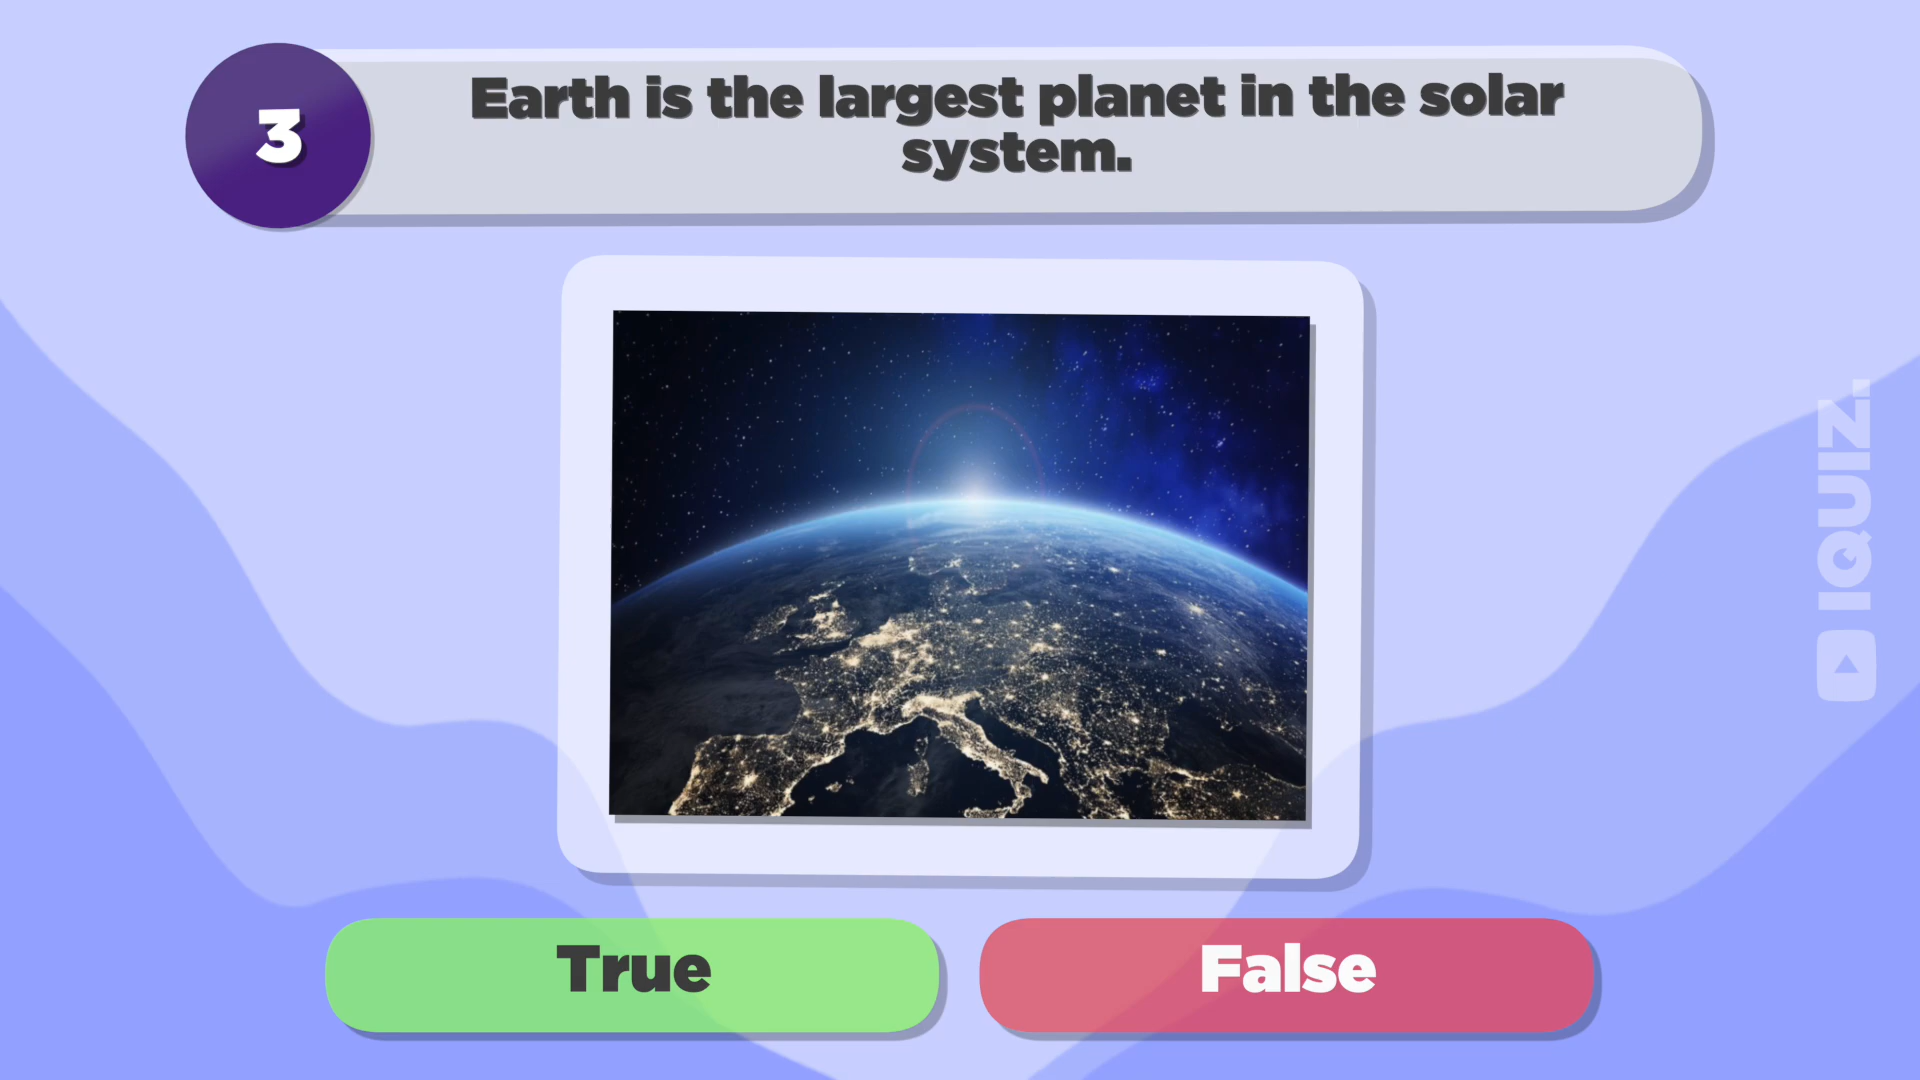 3
Earth is the largest planet in the solar
system.
True
False
IQUIZ.